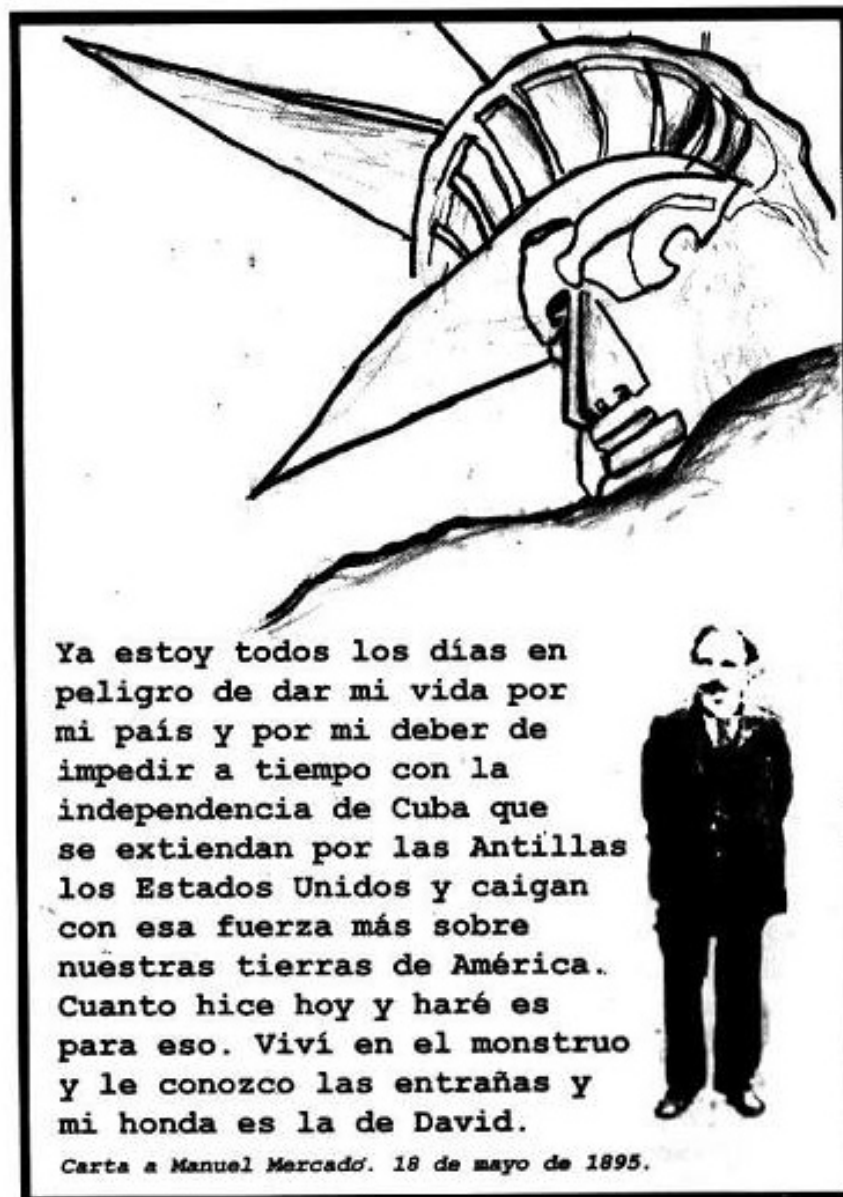 Ya estoy todos los días en
peligro de dar mi vida por
mi país y por mi deber de
impedir a tiempo con la
independencia de Cuba que
se extiendan por las Antillas
los Estados Unidos y caigan
con esa fuerza más sobre
nuestras tierras de América.
Cuanto hice hoy y haré es
para eso. Viví en el monstruo
y le conozco las entrañas y
mi honda es la de David.
Carta a Manuel Mercado. 18 de mayo de 1895.